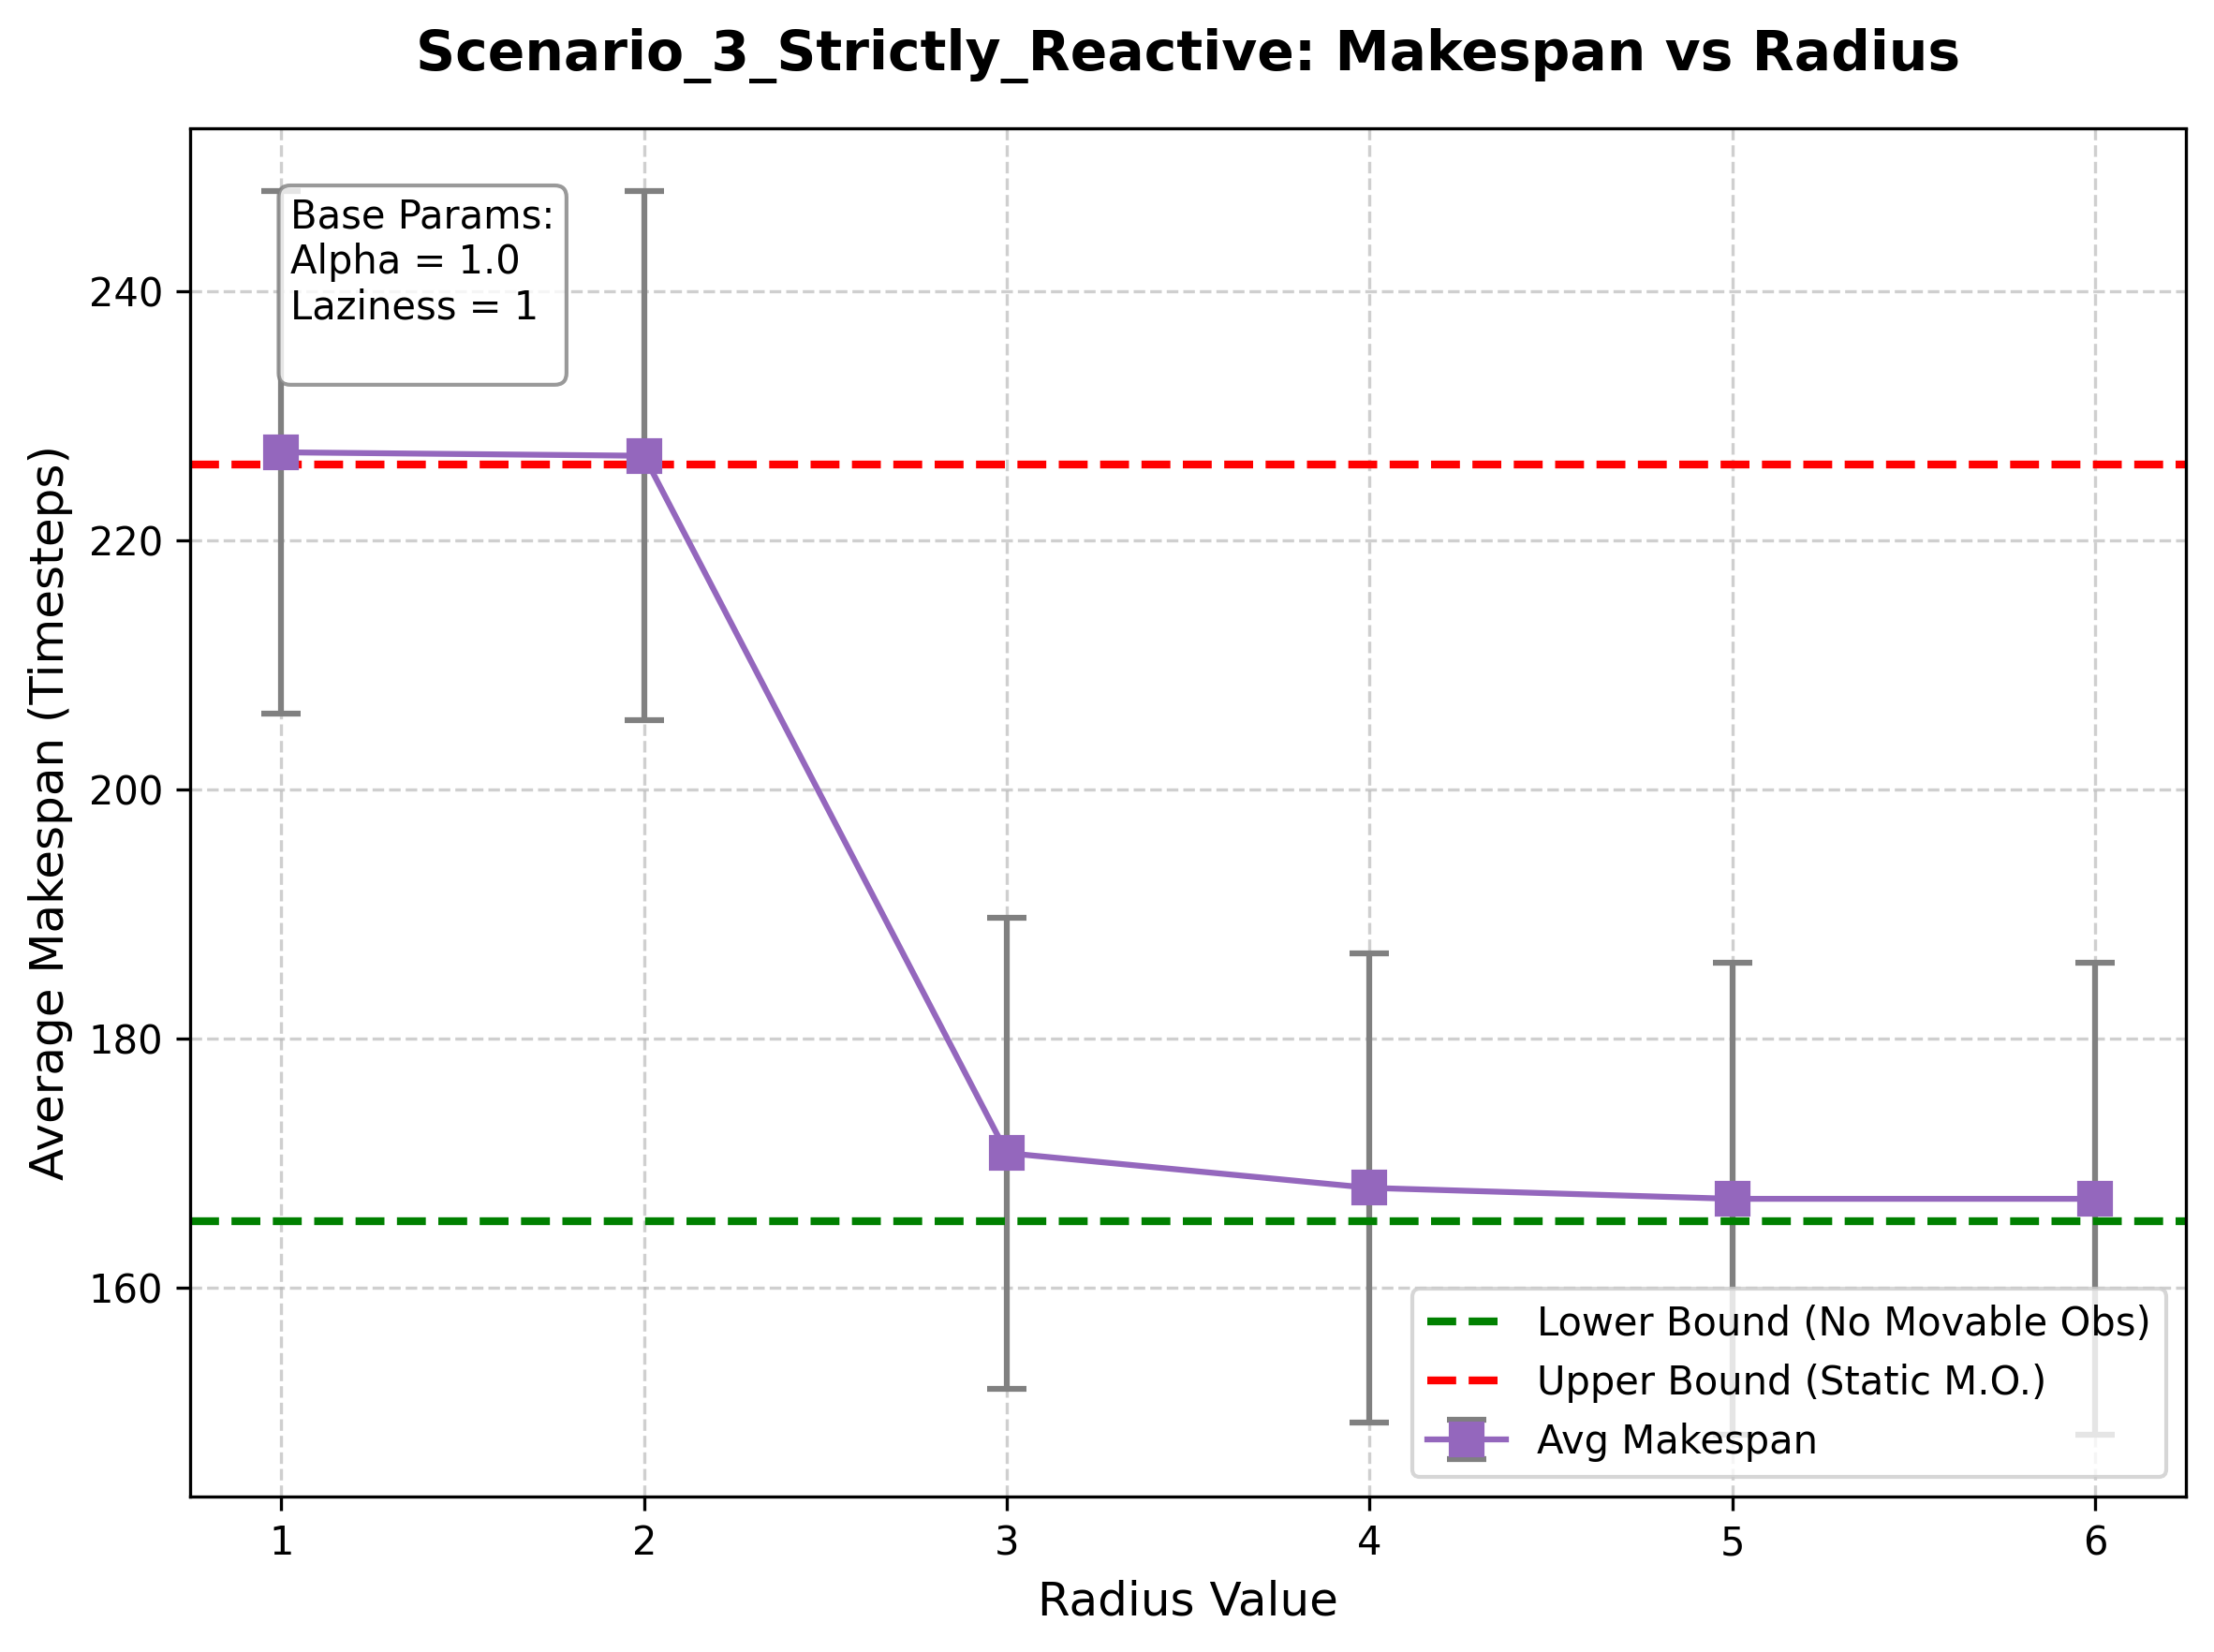 Scenario_3_Strictly_Reactive: Makespan vs Radius
Base Params:
Alpha = 1.0
Laziness = 1
Average Makespan (Timesteps)
240
220
200
180
160
Lower Bound (No Movable Obs)
Upper Bound (Static M.O.)
Avg Makespan
1 2 3 4 5 6
Radius Value